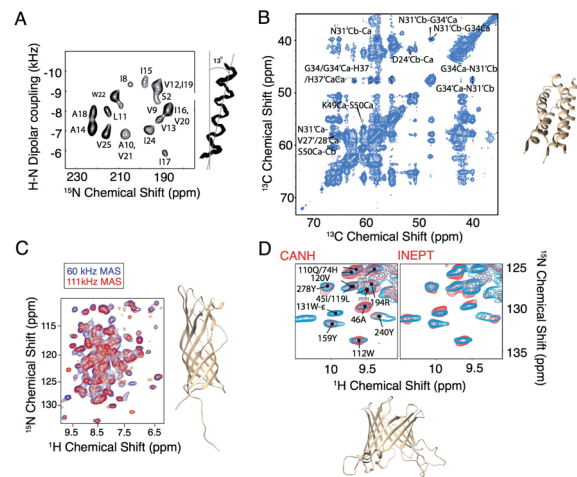 A
H-N Dipolar coupling (kHz)
-10
-9
-8
-7
-6
I15
I8
V12,I19
W22
S2
A18
L11
V9
I16,
V20
A14
V25
V13
A10,
V21
I24
I17
230
210
190
15N Chemical Shift (ppm)
13°
B
13C Chemical Shift (ppm)
40
50
60
70
N31'Cb-Ca
N31'Cb-G34'Ca
N31'Cb-G34Ca
D24'Cb-Ca
G34/G34'Ca-H37
/H37'CaCa
G34Ca-N31'Cb
G34'Ca-N31'Cb
K49Ca-S50Ca
N31'Ca-
V27'/28'Ca
S50Ca-Cb
70
60
50
40
13C Chemical Shift (ppm)
C
60 kHz MAS
111kHz MAS
15N Chemical Shift (ppm)
110
115
120
125
130
9.5
8.5
7.5
6.5
1H Chemical Shift (ppm)
D
CANH
INEPT
110Q/74H
120V
278Y
45I/119L
131W-ε
194R
46A
240Y
159Y
112W
125
130
135
15N Chemical Shift (ppm)
10
9.5
10
9.5
1H Chemical Shift (ppm)